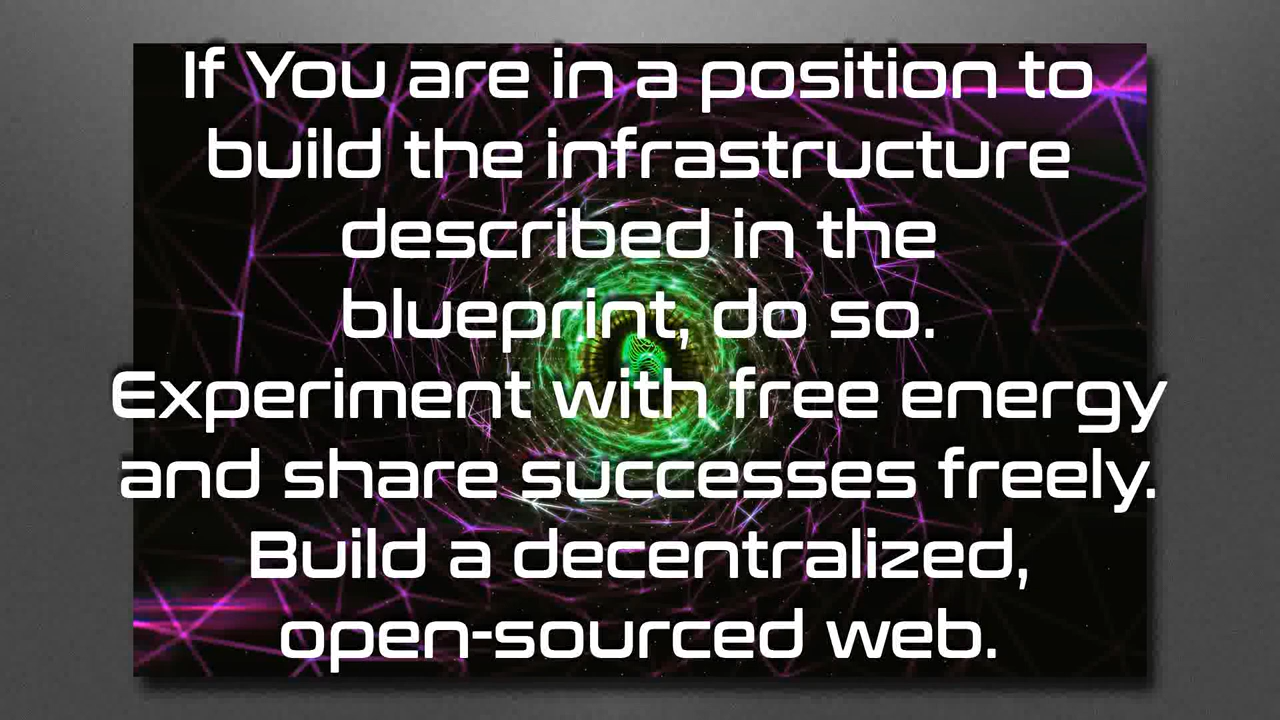 If You are in a position to
build the infrastructure
described in the
blueprint, do so.
Experiment with free energy
and share successes freely.
Build a decentralized,
open-sourced web.